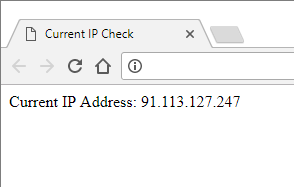 Current IP Check
Current IP Address: 91.113.127.247